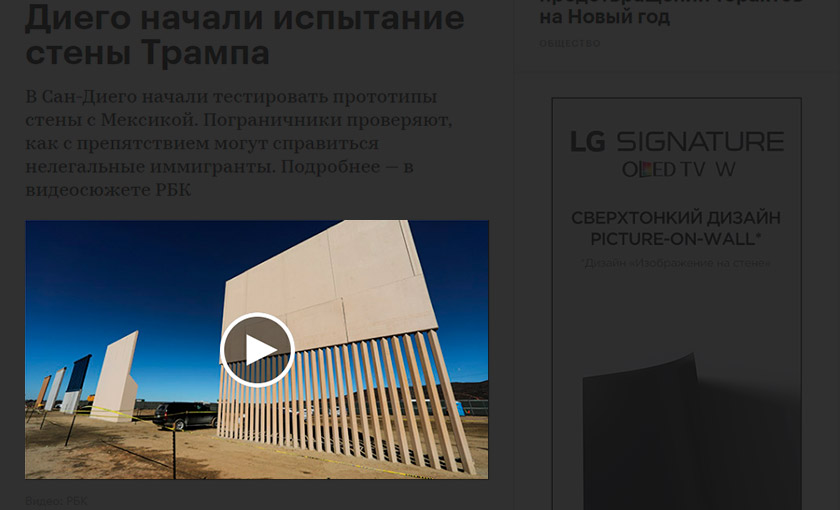 Диего начали испытание
стены Трампа
В Сан-Диего начали тестировать прототипы
стены с Мексикой. Пограничники проверяют,
как с препятствием могут справиться
нелегальные иммигранты. Подробнее — в
видеосюжете РБК
Видео: РБК
на Новый год
ОБЩЕСТВО
LG SIGNATURE
OLED TV W
СВЕРХТОНКИЙ ДИЗАЙН
PICTURE-ON-WALL*
*Дизайн «Изображение на стене»